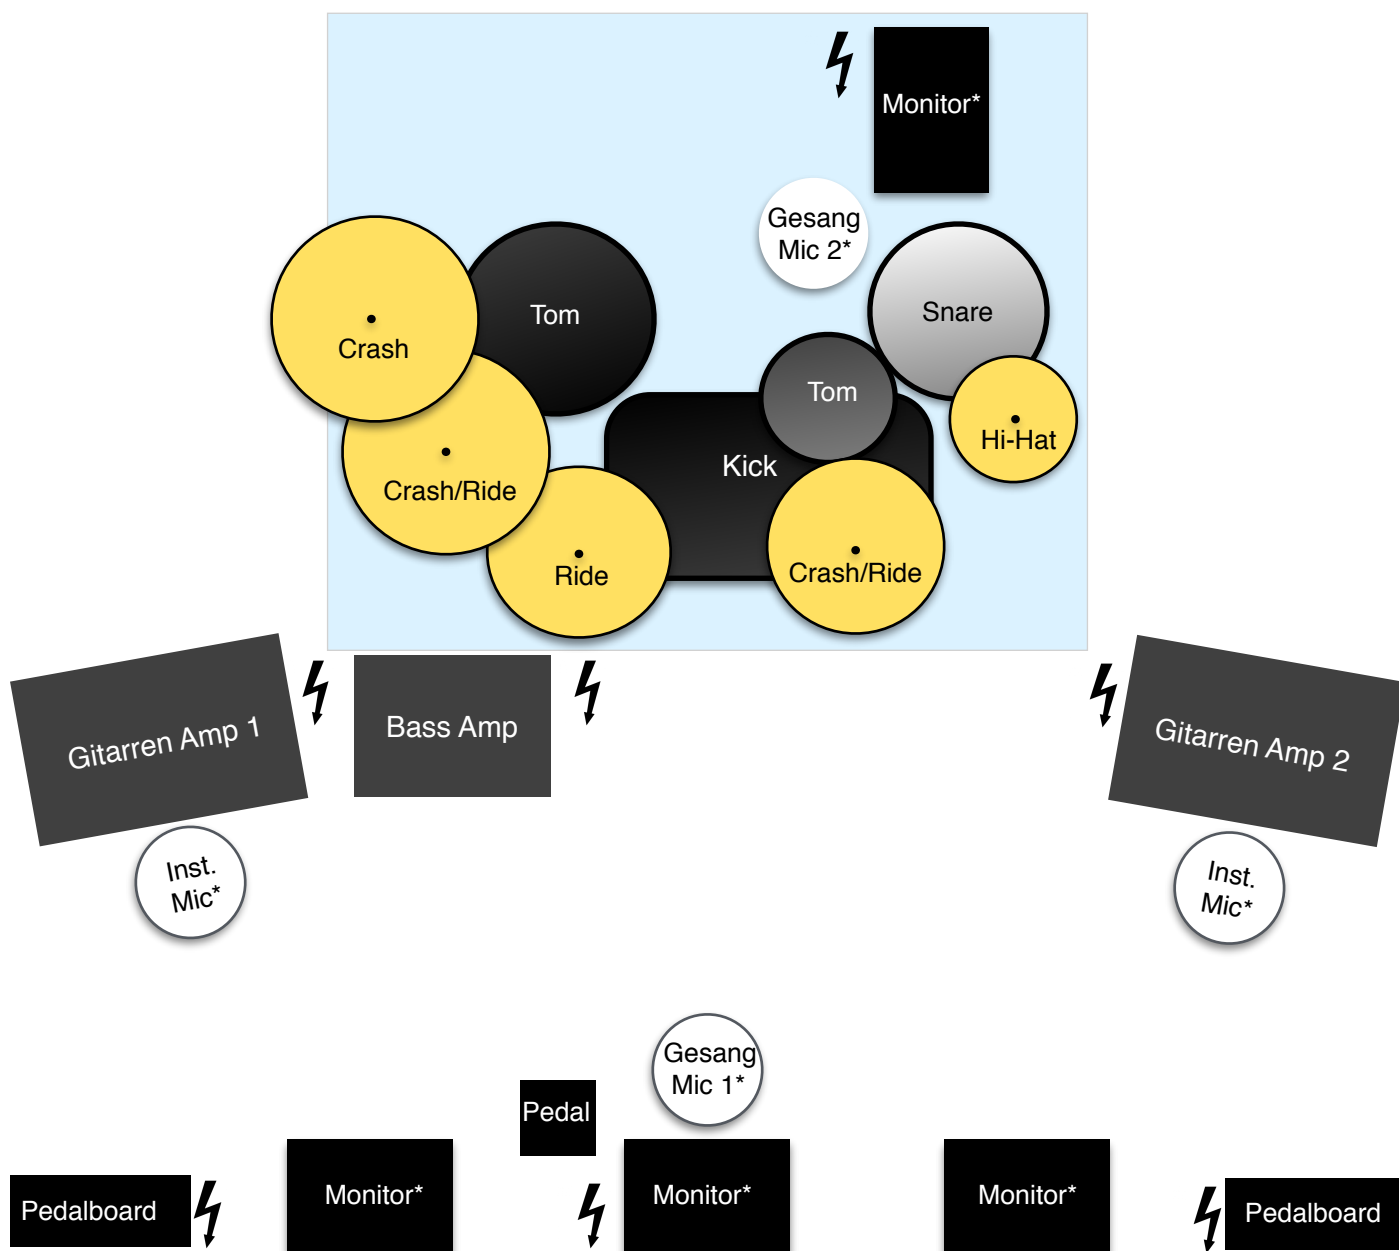 Monitor*
Gesang
Mic 2*
Snare
Tom
Crash
Tom
Hi-Hat
Kick
Crash/Ride
Ride
Crash/Ride
Gitarren Amp 1
Bass Amp
Gitarren Amp 2
Inst.
Mic*
Inst.
Mic*
Gesang
Mic 1*
Pedal
Pedalboard
Monitor*
Monitor*
Monitor*
Pedalboard